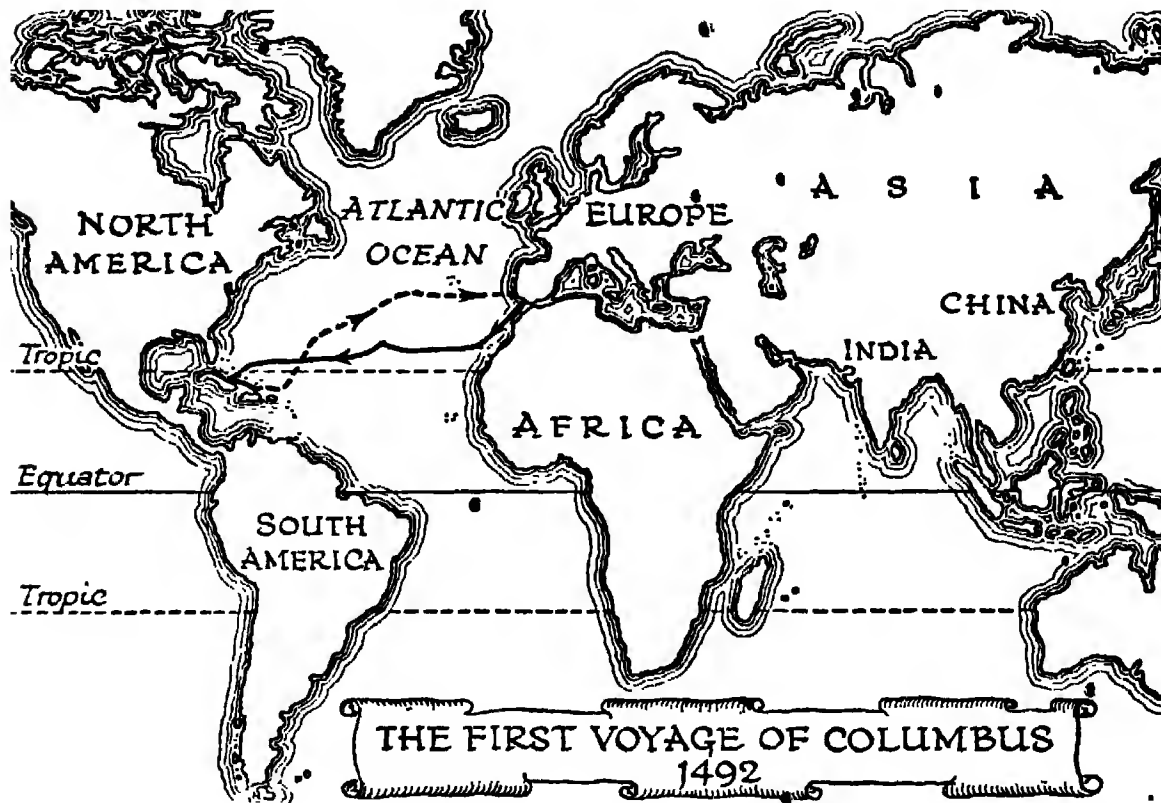 NORTH
AMERICA
ATLANTIC
OCEAN
EUROPE
A S I A
CHINA
INDIA
Tropic
AFRICA
Equator
SOUTH
AMERICA
Tropic
THE FIRST VOYAGE OF COLUMBUS
1492